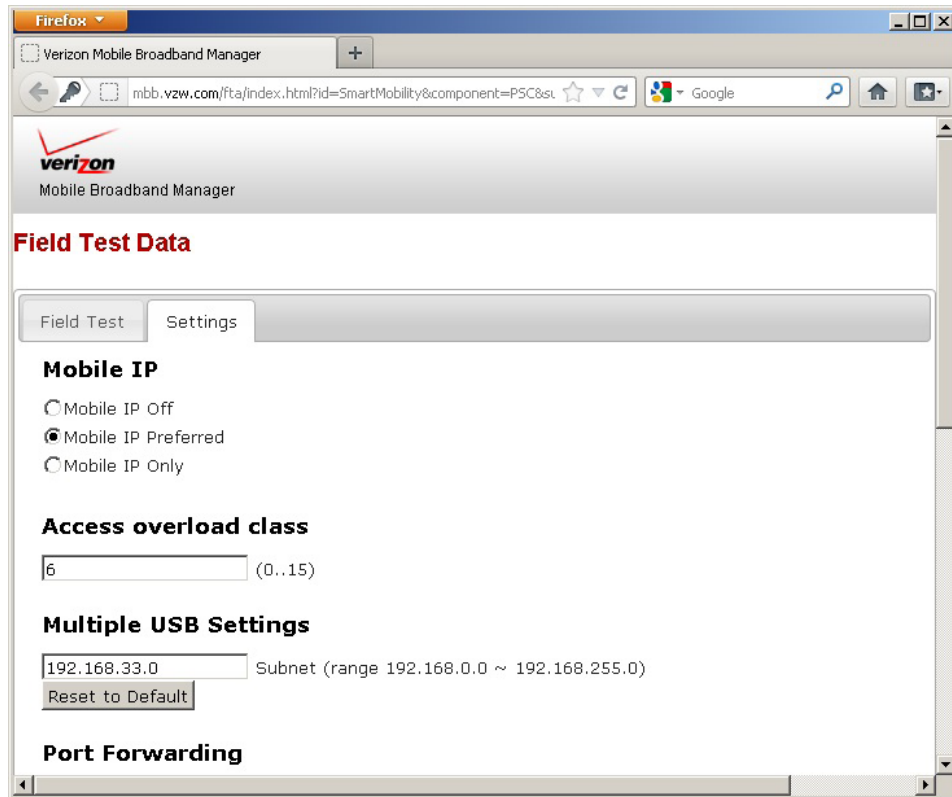 Firefox
Verizon Mobile Broadband Manager
mbb.vzw.com/fta/index.html?id=SmartMobility&component=PSC&su
Google
verizon
Mobile Broadband Manager
Field Test Data
Field Test
Settings
Mobile IP
Mobile IP Off
Mobile IP Preferred
Mobile IP Only
Access overload class
6 (0..15)
Multiple USB Settings
192.168.33.0 Subnet (range 192.168.0.0 ~ 192.168.255.0)
Reset to Default
Port Forwarding